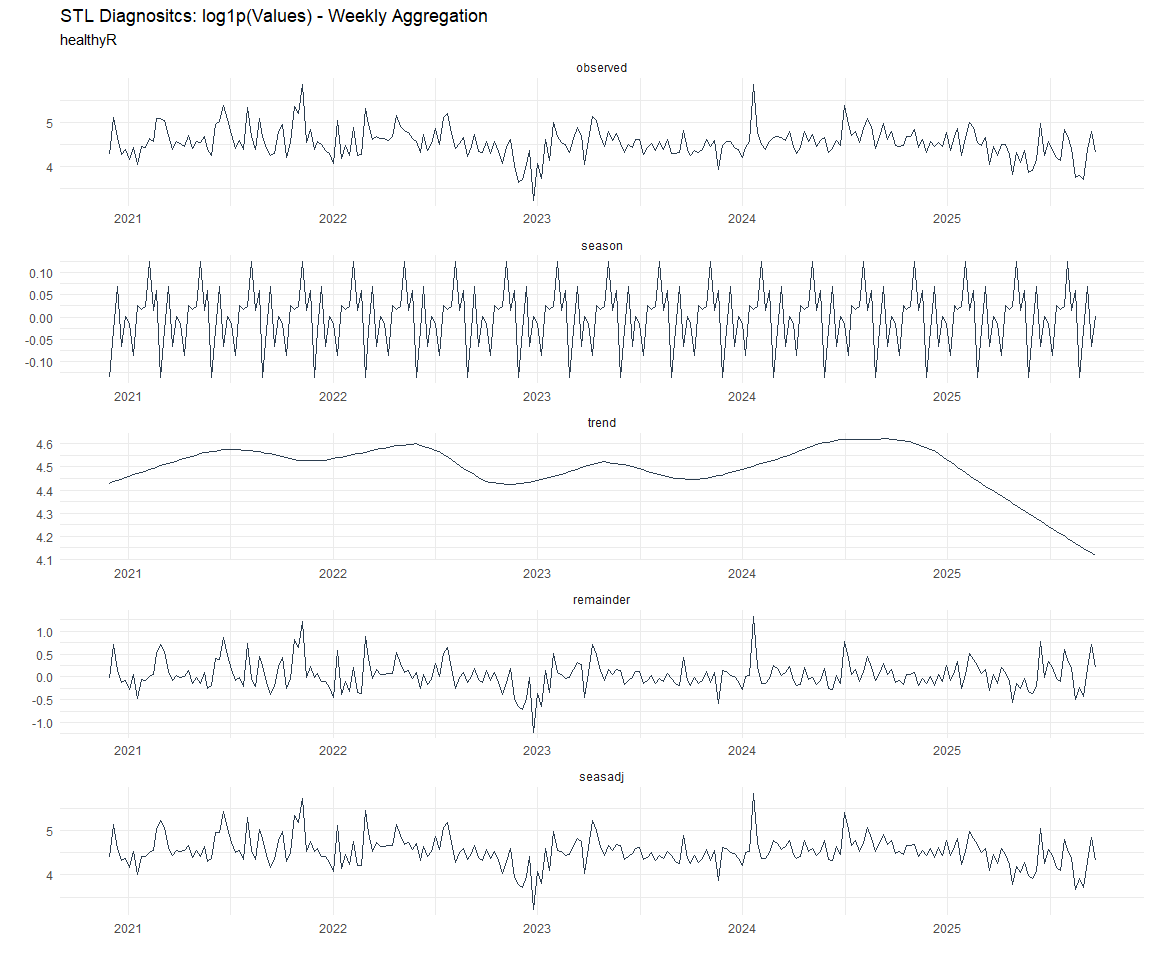 STL Diagnositcs: log1p(Values) - Weekly Aggregation
healthyR
observed
5
4
2021 2022 2023 2024 2025
season
0.10
0.05
0.00
-0.05
-0.10
2021 2022 2023 2024 2025
trend
4.6
4.5
4.4
4.3
4.2
4.1
2021 2022 2023 2024 2025
remainder
1.0
0.5
0.0
-0.5
-1.0
2021 2022 2023 2024 2025
seasadj
5
4
2021 2022 2023 2024 2025